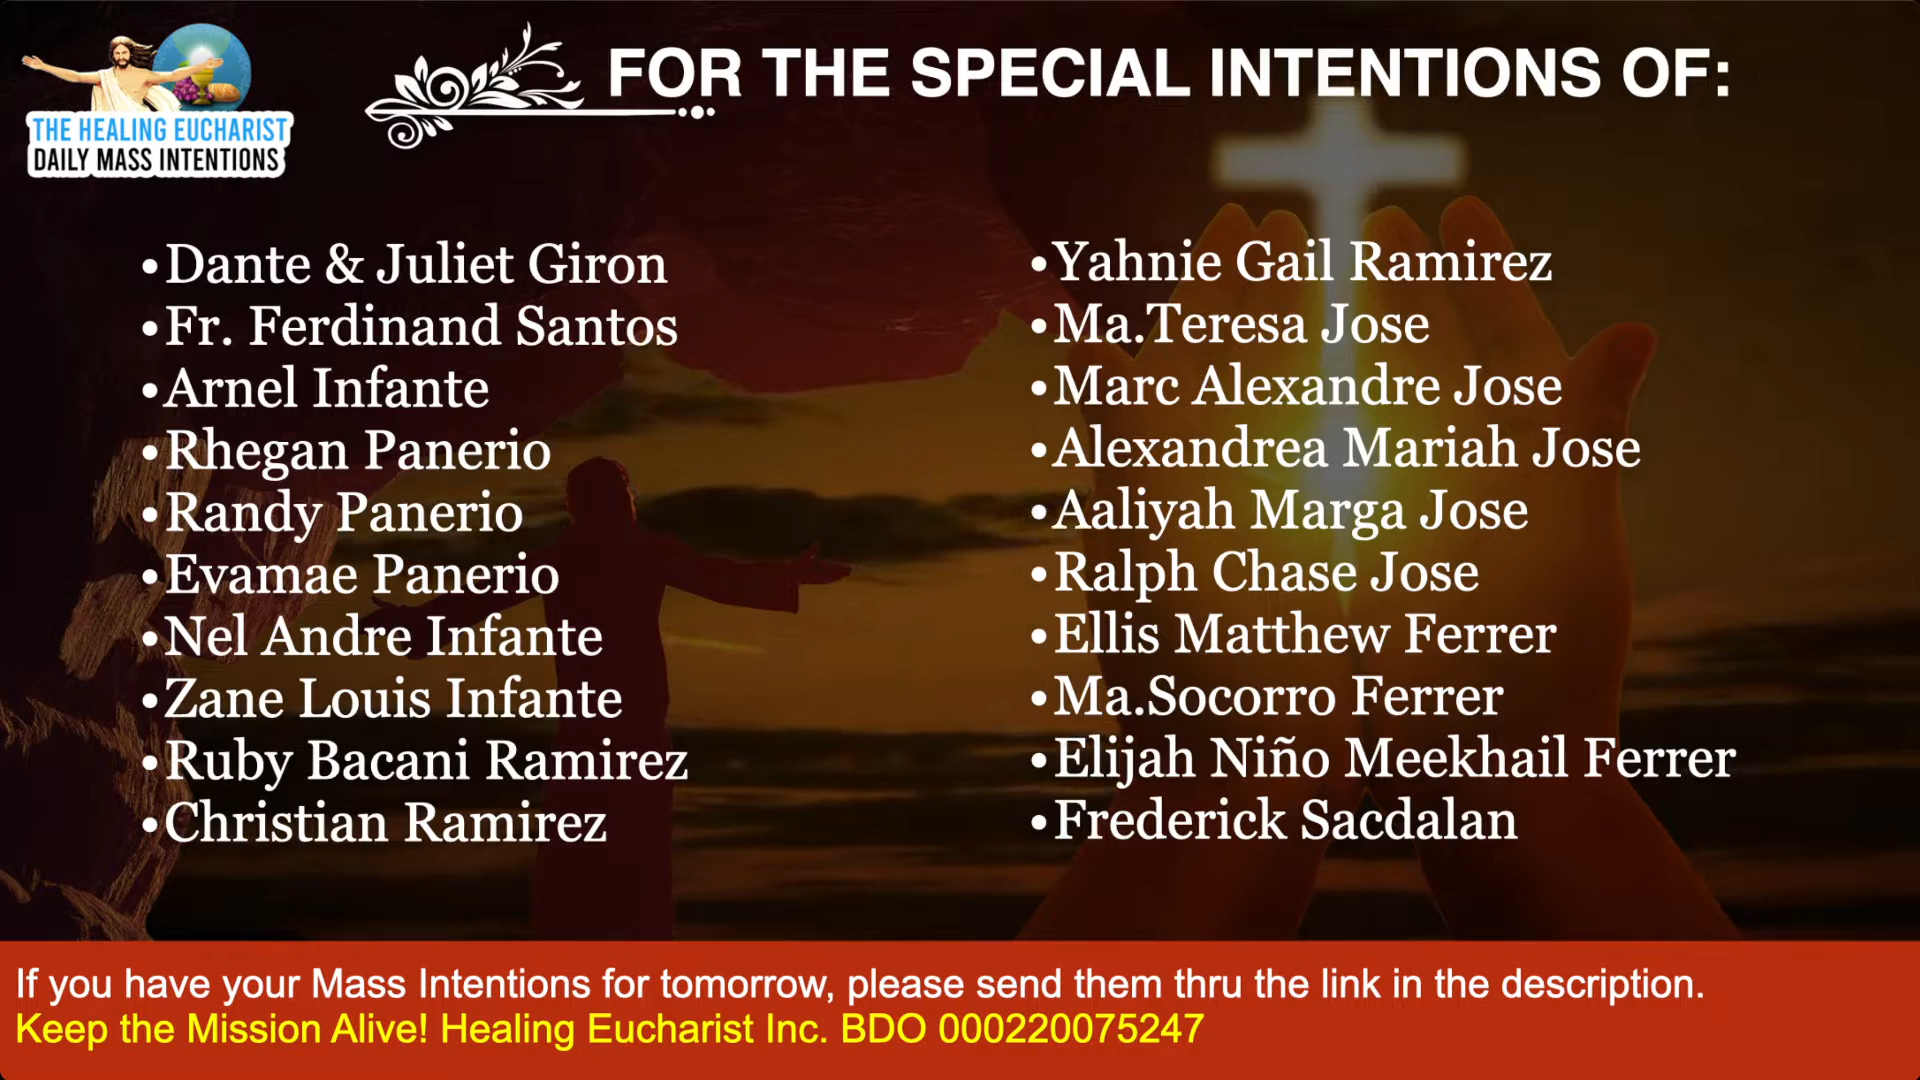 THE HEALING EUCHARIST
DAILY MASS INTENTIONS
FOR THE SPECIAL INTENTIONS OF:
•Dante & Juliet Giron
•Fr. Ferdinand Santos
•Arnel Infante
•Rhegan Panerio
•Randy Panerio
•Evamae Panerio
•Nel Andre Infante
•Zane Louis Infante
•Ruby Bacani Ramirez
•Christian Ramirez
•Yahnie Gail Ramirez
•Ma.Teresa Jose
•Marc Alexandre Jose
•Alexandrea Mariah Jose
•Aaliyah Marga Jose
•Ralph Chase Jose
•Ellis Matthew Ferrer
•Ma.Socorro Ferrer
•Elijah Niño Meekhail Ferrer
•Frederick Sacdalan
If you have your Mass Intentions for tomorrow, please send them thru the link in the description.
Keep the Mission Alive! Healing Eucharist Inc. BDO 000220075247